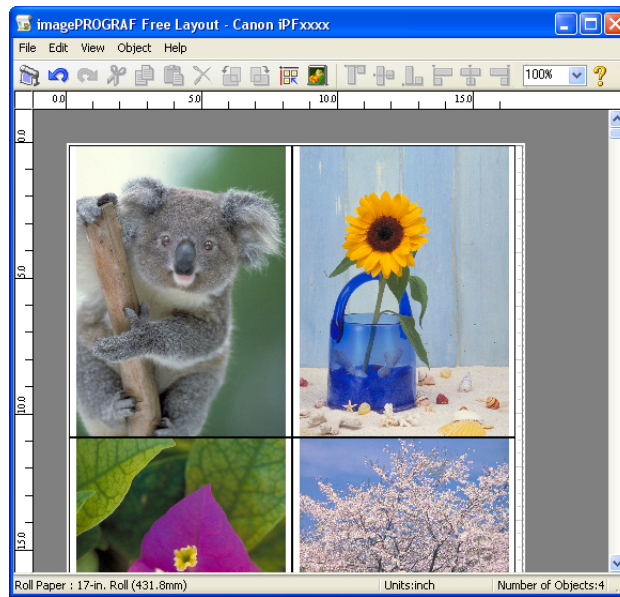 imagePROGRAF Free Layout - Canon iPFxxxx
File Edit View Object Help
100%
0.0 5.0 10.0 15.0
0.0
5.0
10.0
15.0
Roll Paper : 17-in. Roll (431.8mm) Units:inch Number of Objects:4